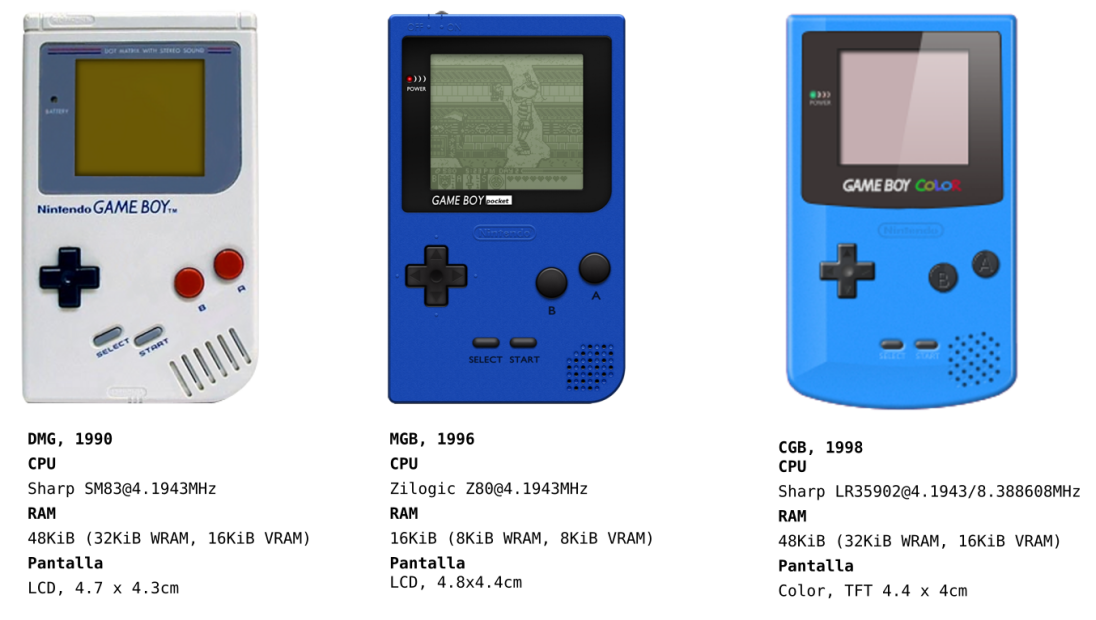 DOT MATRIX WITH STEREO SOUND
BATTERY
Nintendo GAME BOY TM
B
A
SELECT
START
OFF ON
POWER
GAME BOY pocket
Nintendo
B
A
SELECT START
POWER
GAME BOY COLOR
Nintendo
B
A
SELECT START
DMG, 1990
CPU
Sharp SM83@4.1943MHz
RAM
48KiB (32KiB WRAM, 16KiB VRAM)
Pantalla
LCD, 4.7 x 4.3cm
MGB, 1996
CPU
Zilogic Z80@4.1943MHz
RAM
16KiB (8KiB WRAM, 8KiB VRAM)
Pantalla
LCD, 4.8x4.4cm
CGB, 1998
CPU
Sharp LR35902@4.1943/8.388608MHz
RAM
48KiB (32KiB WRAM, 16KiB VRAM)
Pantalla
Color, TFT 4.4 x 4cm